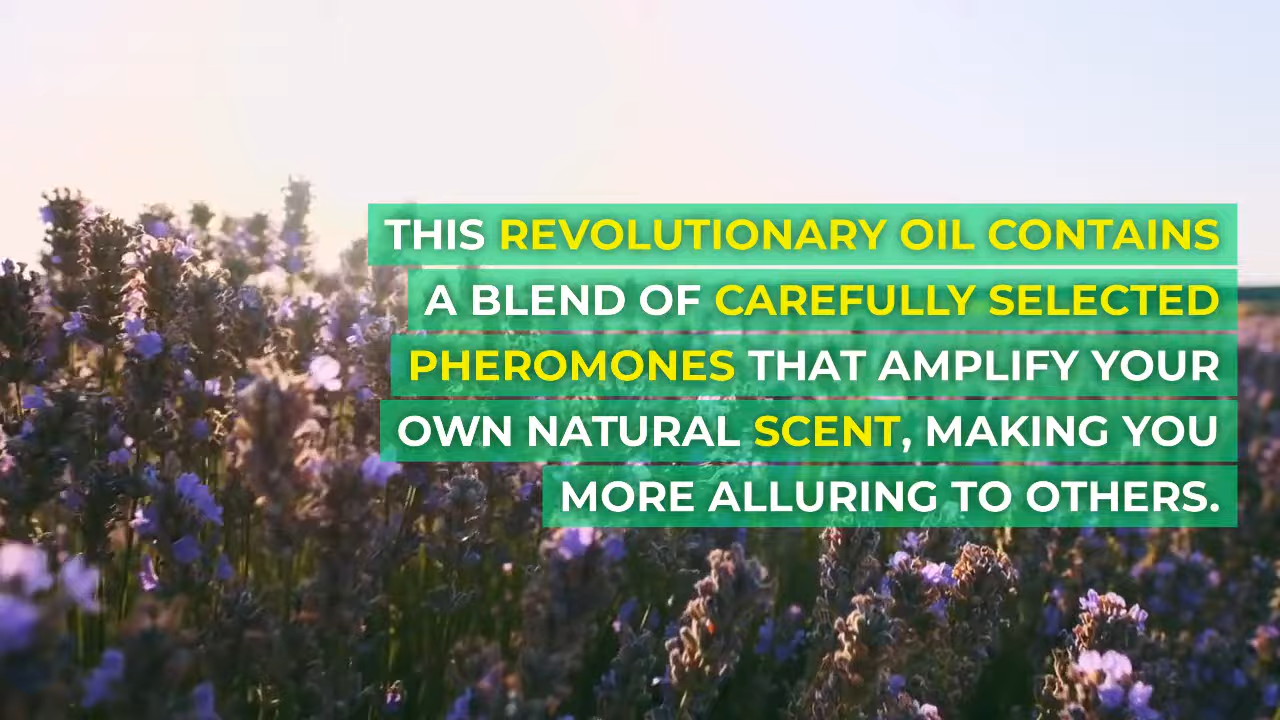 THIS REVOLUTIONARY OIL CONTAINS
A BLEND OF CAREFULLY SELECTED
PHEROMONES THAT AMPLIFY YOUR
OWN NATURAL SCENT, MAKING YOU
MORE ALLURING TO OTHERS.